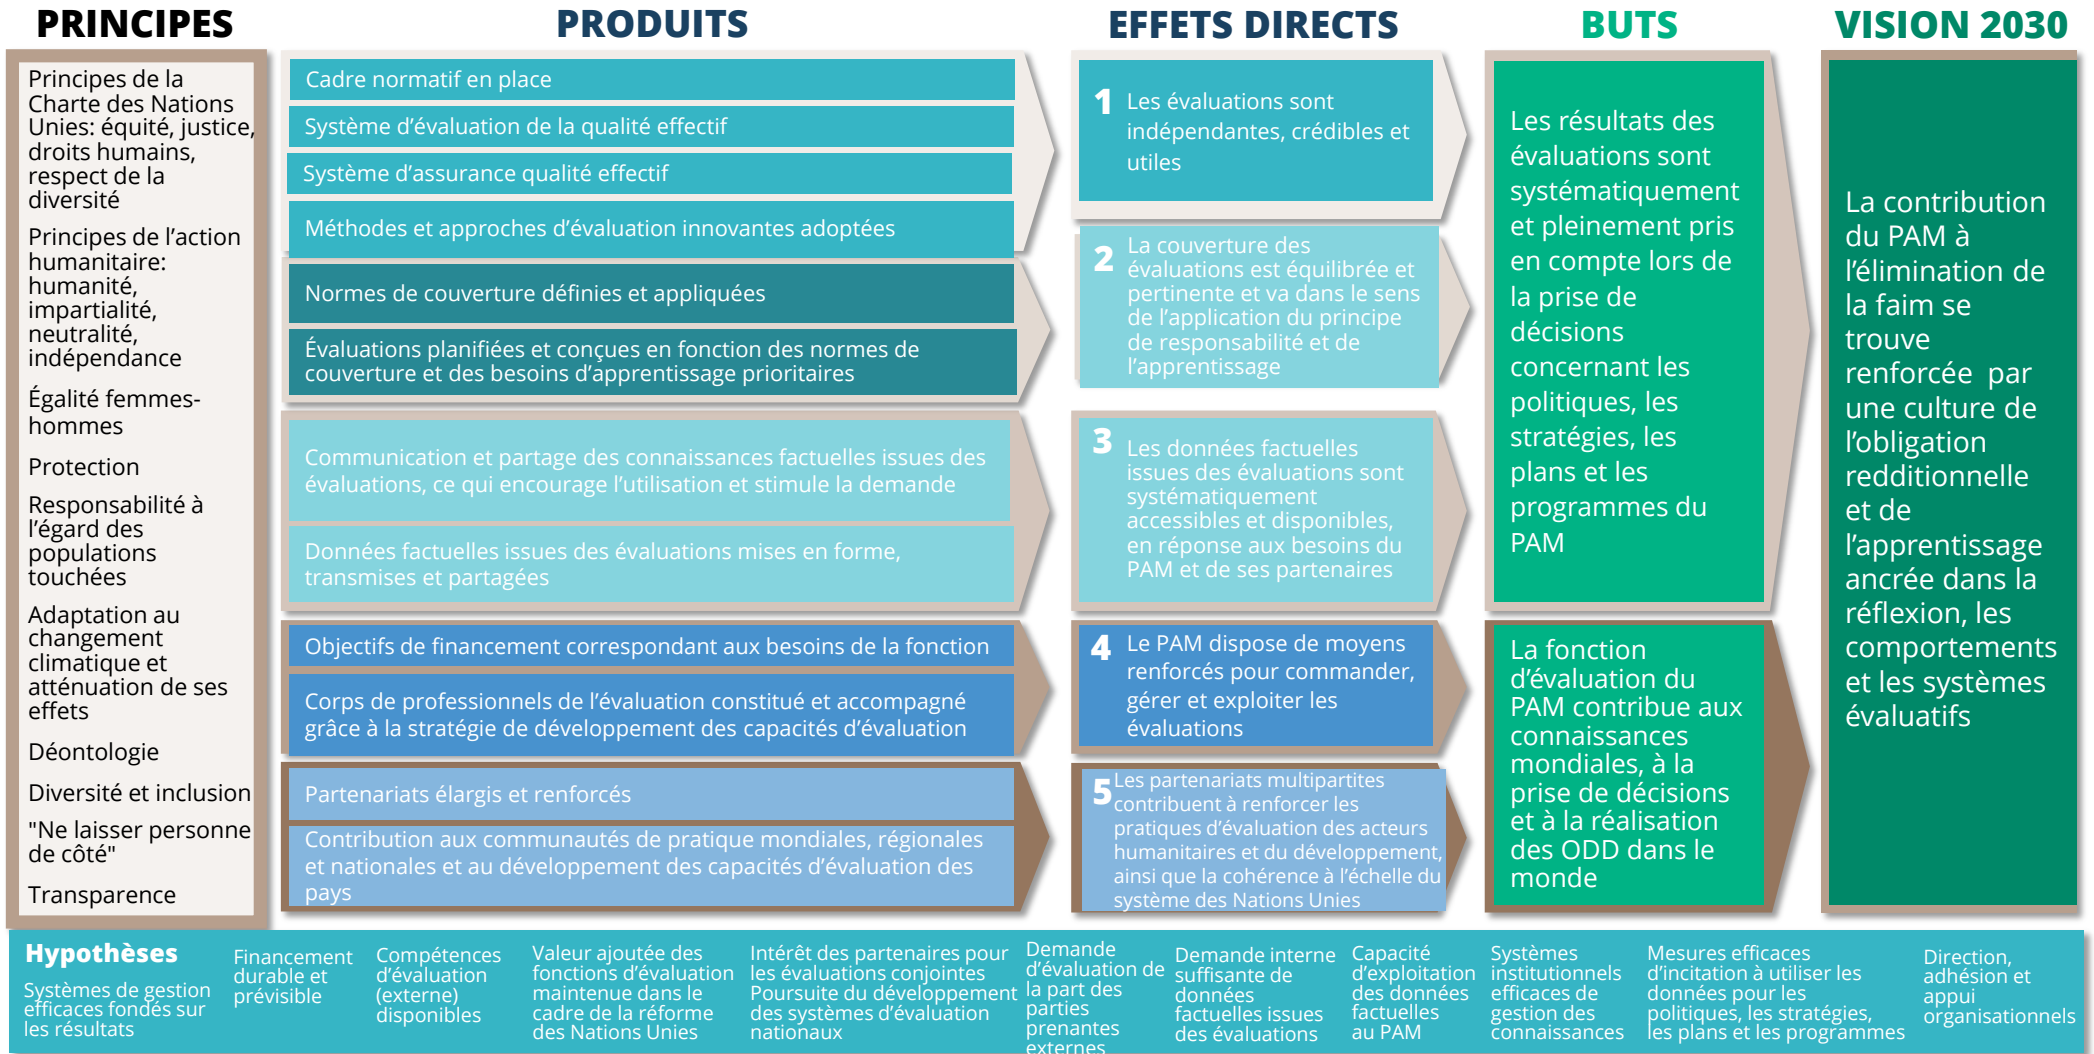 PRINCIPES
Principes de la
Charte des Nations
Unies: équité, justice,
droits humains,
respect de la
diversité
Principes de l'action
humanitaire:
humanité,
impartialité,
neutralité,
indépendance
Égalité femmes-
hommes
Protection
Responsabilité à
l'égard des
populations
touchées
Adaptation au
changement
climatique et
atténuation de ses
effets
Déontologie
Diversité et inclusion
"Ne laisser personne
de côté"
Transparence
PRODUITS
Cadre normatif en place
Système d'évaluation de la qualité effectif
Système d'assurance qualité effectif
Méthodes et approches d'évaluation innovantes adoptées
Normes de couverture définies et appliquées
Évaluations planifiées et conçues en fonction des normes de
couverture et des besoins d'apprentissage prioritaires
Communication et partage des connaissances factuelles issues des
évaluations, ce qui encourage l'utilisation et stimule la demande
Données factuelles issues des évaluations mises en forme,
transmises et partagées
Objectifs de financement correspondant aux besoins de la fonction
Corps de professionnels de l'évaluation constitué et accompagné
grâce à la stratégie de développement des capacités d'évaluation
Partenariats élargis et renforcés
Contribution aux communautés de pratique mondiales, régionales
et nationales et au développement des capacités d'évaluation des
pays
EFFETS DIRECTS
1 Les évaluations sont
indépendantes, crédibles et
utiles
2 La couverture des
évaluations est équilibrée et
pertinente et va dans le sens
de l'application du principe
de responsabilité et de
l'apprentissage
3 Les données factuelles
issues des évaluations sont
systématiquement
accessibles et disponibles,
en réponse aux besoins du
PAM et de ses partenaires
4 Le PAM dispose de moyens
renforcés pour commander,
gérer et exploiter les
évaluations
5 Les partenariats multipartites
contribuent à renforcer les
pratiques d'évaluation des acteurs
humanitaires et du développement,
ainsi que la cohérence à l'échelle du
système des Nations Unies
BUTS
Les résultats des
évaluations sont
systématiquement
et pleinement pris
en compte lors de
la prise de
décisions
concernant les
politiques, les
stratégies, les
plans et les
programmes du
PAM
La fonction
d'évaluation du
PAM contribue aux
connaissances
mondiales, à la
prise de décisions
et à la réalisation
des ODD dans le
monde
VISION 2030
La contribution
du PAM à
l'élimination de
la faim se
trouve
renforcée par
une culture de
l'obligation
redditionnelle
et de
l'apprentissage
ancrée dans la
réflexion, les
comportements
et les systèmes
évaluatifs
Hypothèses
Systèmes de gestion
efficaces fondés sur
les résultats
Financement
durable et
prévisible
Compétences
d'évaluation
(externe)
disponibles
Valeur ajoutée des
fonctions d'évaluation
maintenue dans le
cadre de la réforme
des Nations Unies
Intérêt des partenaires pour
les évaluations conjointes
Poursuite du développement
des systèmes d'évaluation
nationaux
Demande
d'évaluation de
la part des
parties
prenantes
externes
Demande interne
suffisante de
données
factuelles issues
des évaluations
Capacité
d'exploitation
des données
factuelles
au PAM
Systèmes
institutionnels
efficaces de
gestion des
connaissances
Mesures efficaces
d'incitation à utiliser les
données pour les
politiques, les stratégies,
les plans et les programmes
Direction,
adhésion et
appui
organisationnels